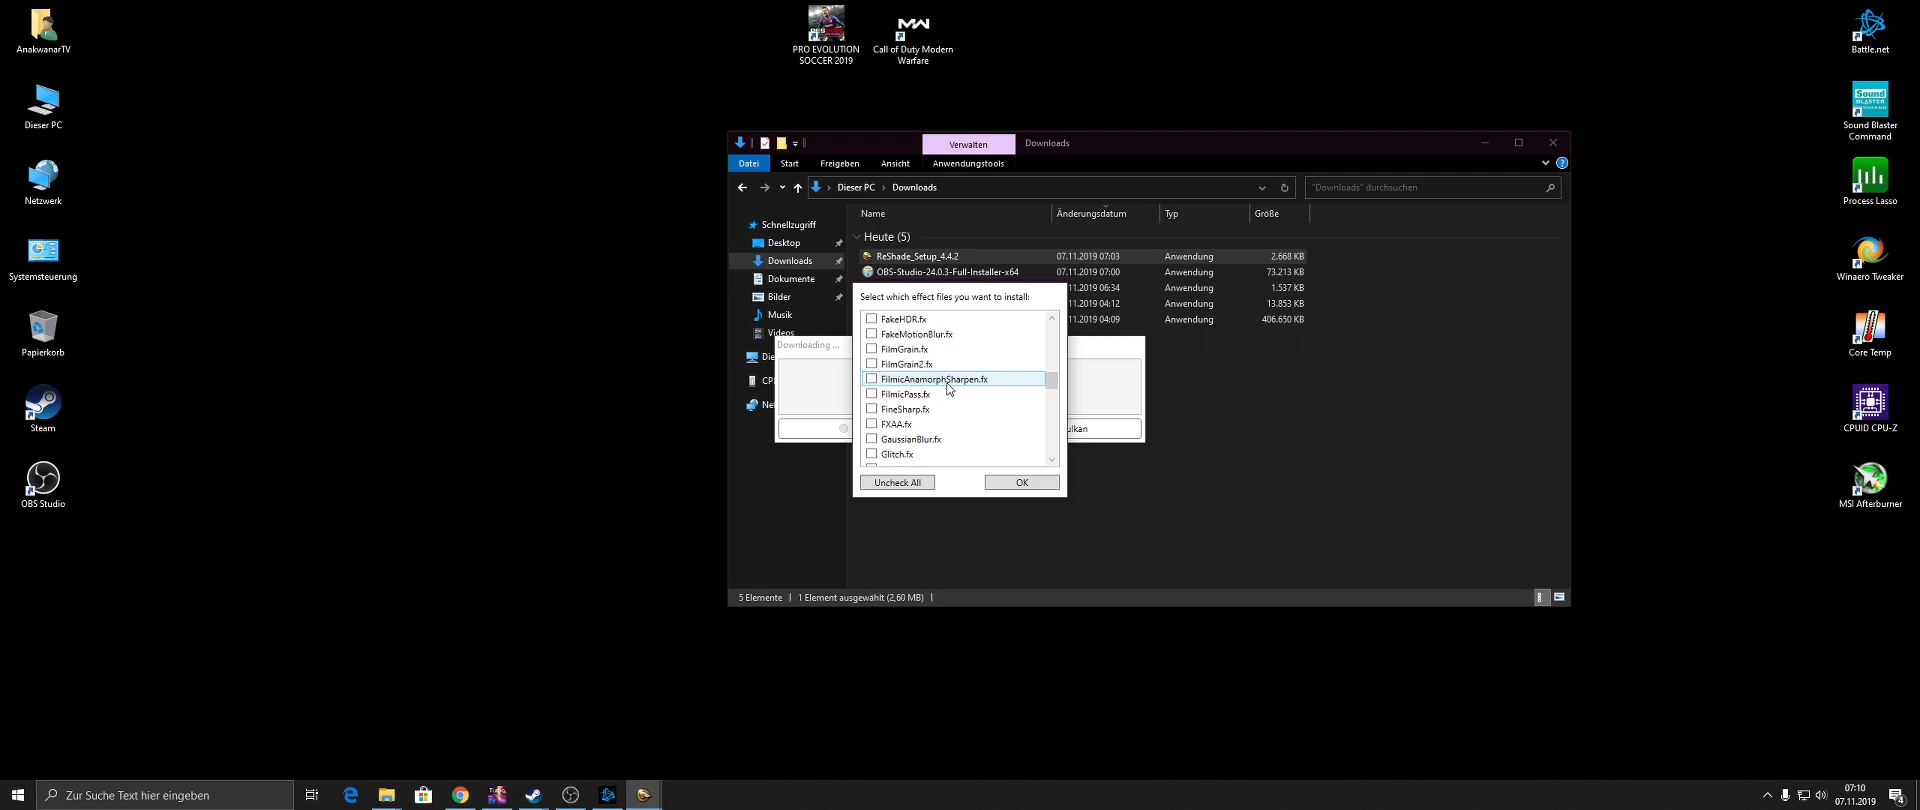 AnakwanarTV
Dieser PC
Netzwerk
Systemsteuerung
Papierkorb
Steam
OBS Studio
PRO EVOLUTION
SOCCER 2019
Call of Duty Modern
Warfare
Battle.net
Sound Blaster
Command
Process Lasso
Winaero Tweaker
Core Temp
CPUID CPU-Z
MSI Afterburner
Verwalten
Downloads
Datei
Start
Freigeben
Ansicht
Anwendungstools
Dieser PC
Downloads
"Downloads" durchsuchen
Name
Änderungsdatum
Typ
Größe
Schnellzugriff
Desktop
Downloads
Dokumente
Bilder
Musik
Videos
Die
CP
Net
Heute (5)
ReShade_Setup_4.4.2 07.11.2019 07:03 Anwendung 2.668 KB
OBS-Studio-24.0.3-Full-Installer-x64 07.11.2019 07:00 Anwendung 73.213 KB
.11.2019 06:34 Anwendung 1.537 KB
.11.2019 04:12 Anwendung 13.853 KB
.11.2019 04:09 Anwendung 406.650 KB
Downloading ...
ulkan
Select which effect files you want to install:
FakeHDR.fx
FakeMotionBlur.fx
FilmGrain.fx
FilmGrain2.fx
FilmicAnamorphSharpen.fx
FilmicPass.fx
FineSharp.fx
FXAA.fx
GaussianBlur.fx
Glitch.fx
Uncheck All
OK
5 Elemente
1 Element ausgewählt (2,60 MB)
Zur Suche Text hier eingeben
07:10
07.11.2019
4